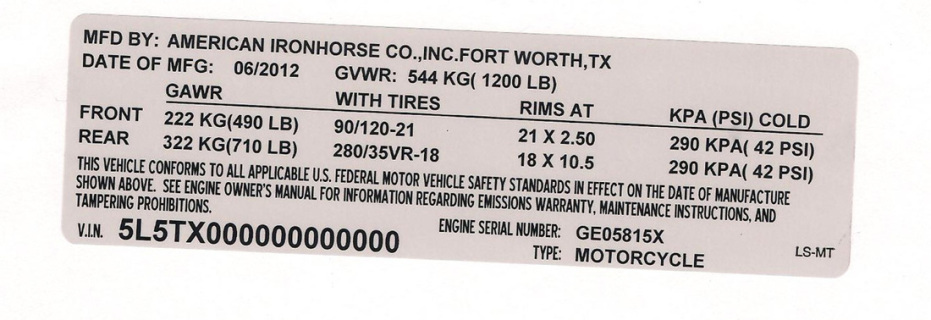 MFD BY: AMERICAN IRONHORSE CO.,INC.FORT WORTH,TX
DATE OF MFG: 06/2012 GVWR: 544 KG( 1200 LB)
GAWR WITH TIRES RIMS AT KPA (PSI) COLD
FRONT 222 KG(490 LB) 90/120-21 21 X 2.50 290 KPA( 42 PSI)
REAR 322 KG(710 LB) 280/35VR-18 18 X 10.5 290 KPA( 42 PSI)
THIS VEHICLE CONFORMS TO ALL APPLICABLE U.S. FEDERAL MOTOR VEHICLE SAFETY STANDARDS IN EFFECT ON THE DATE OF MANUFACTURE
SHOWN ABOVE. SEE ENGINE OWNER'S MANUAL FOR INFORMATION REGARDING EMISSIONS WARRANTY, MAINTENANCE INSTRUCTIONS, AND
TAMPERING PROHIBITIONS.
V.I.N. 5L5TX000000000000 ENGINE SERIAL NUMBER: GE05815X
TYPE: MOTORCYCLE LS-MT